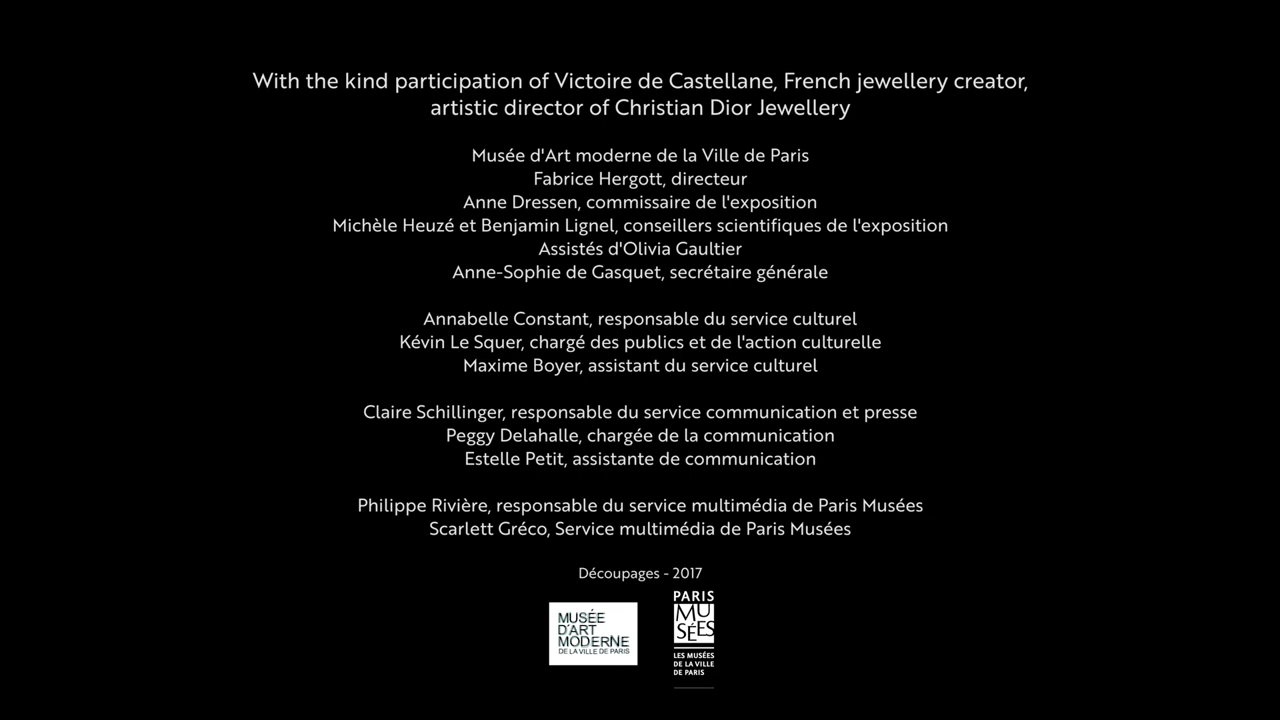 With the kind participation of Victoire de Castellane, French jewellery creator,
artistic director of Christian Dior Jewellery
Musée d'Art moderne de la Ville de Paris
Fabrice Hergott, directeur
Anne Dressen, commissaire de l'exposition
Michèle Heuzé et Benjamin Lignel, conseillers scientifiques de l'exposition
Assistés d'Olivia Gaultier
Anne-Sophie de Gasquet, secrétaire générale
Annabelle Constant, responsable du service culturel
Kévin Le Squer, chargé des publics et de l'action culturelle
Maxime Boyer, assistant du service culturel
Claire Schillinger, responsable du service communication et presse
Peggy Delahalle, chargée de la communication
Estelle Petit, assistante de communication
Philippe Rivière, responsable du service multimédia de Paris Musées
Scarlett Gréco, Service multimédia de Paris Musées
Découpages - 2017
MUSÉE
D'ART
MODERNE
DE LA VILLE DE PARIS
PARIS
MU
SÉES
LES MUSÉES
DE LA VILLE
DE PARIS